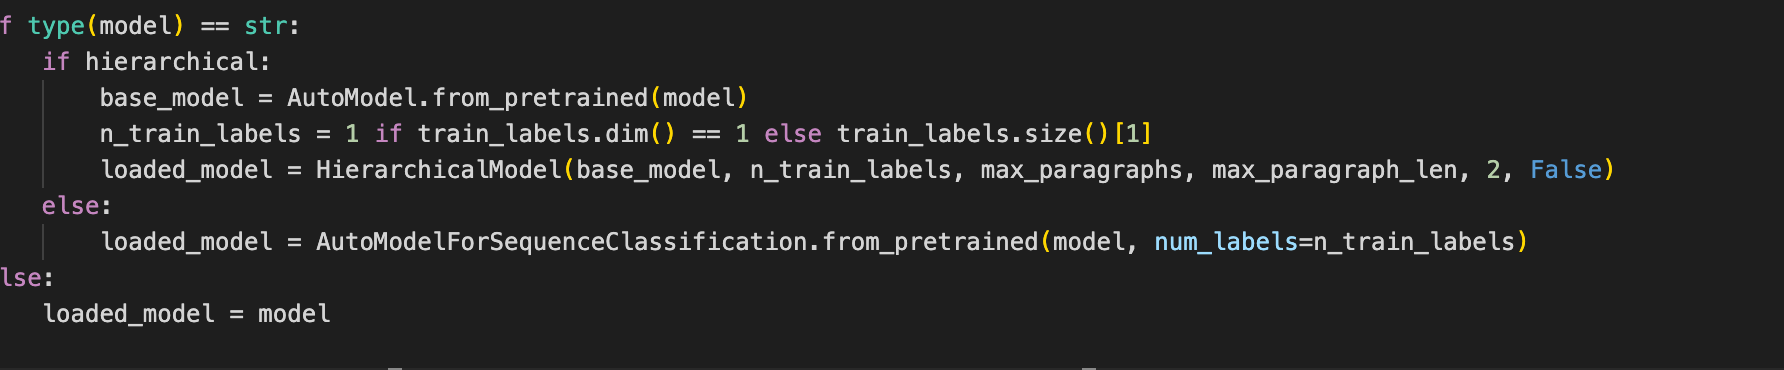 f type(model) == str:
if hierarchical:
base_model = AutoModel.from_pretrained(model)
n_train_labels = 1 if train_labels.dim() == 1 else train_labels.size()[1]
loaded_model = HierarchicalModel(base_model, n_train_labels, max_paragraphs, max_paragraph_len, 2, False)
else:
loaded_model = AutoModelForSequenceClassification.from_pretrained(model, num_labels=n_train_labels)
lse:
loaded_model = model